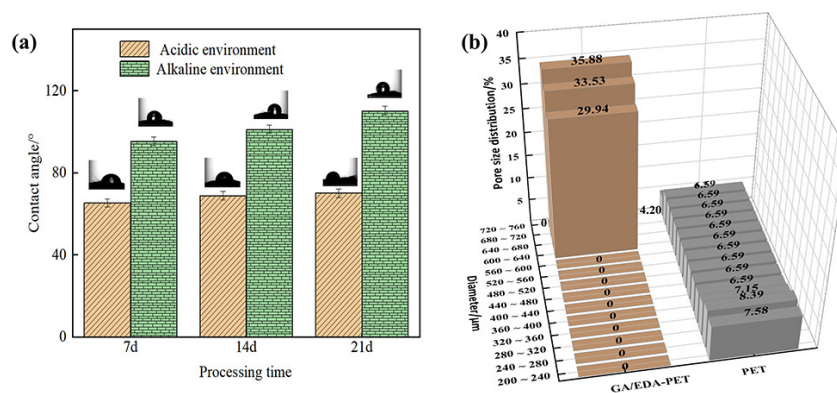 (a)
Acidic environment
Alkaline environment
Contact angle/°
120
80
40
0
7d
14d
21d
Processing time
(b)
Pore size distribution/%
40
35
30
25
20
15
10
5
0
35.88
33.53
29.94
0
0
0
0
0
0
0
0
0
0
4.20
6.59
6.59
6.59
6.59
6.59
6.59
6.59
6.59
6.59
7.15
8.39
7.58
Diameter/μm
720 ~ 760
680 ~ 720
640 ~ 680
600 ~ 640
560 ~ 600
520 ~ 560
480 ~ 520
440 ~ 480
400 ~ 440
360 ~ 400
320 ~ 360
280 ~ 320
240 ~ 280
200 ~ 240
GA/EDA-PET
PET